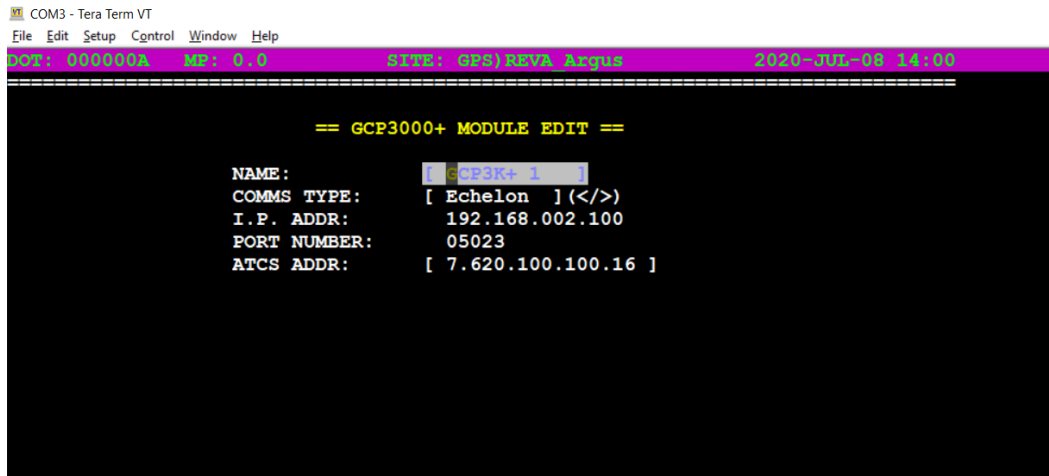 COM3 - Tera Term VT
File Edit Setup Control Window Help
DOT: 000000A MP: 0.0 SITE: GPS)REVA_Argus 2020-JUL-08 14:00
================================================================================
== GCP3000+ MODULE EDIT ==
NAME: [ GCP3K+ 1 ]
COMMS TYPE: [ Echelon ](</>)
I.P. ADDR: 192.168.002.100
PORT NUMBER: 05023
ATCS ADDR: [ 7.620.100.100.16 ]